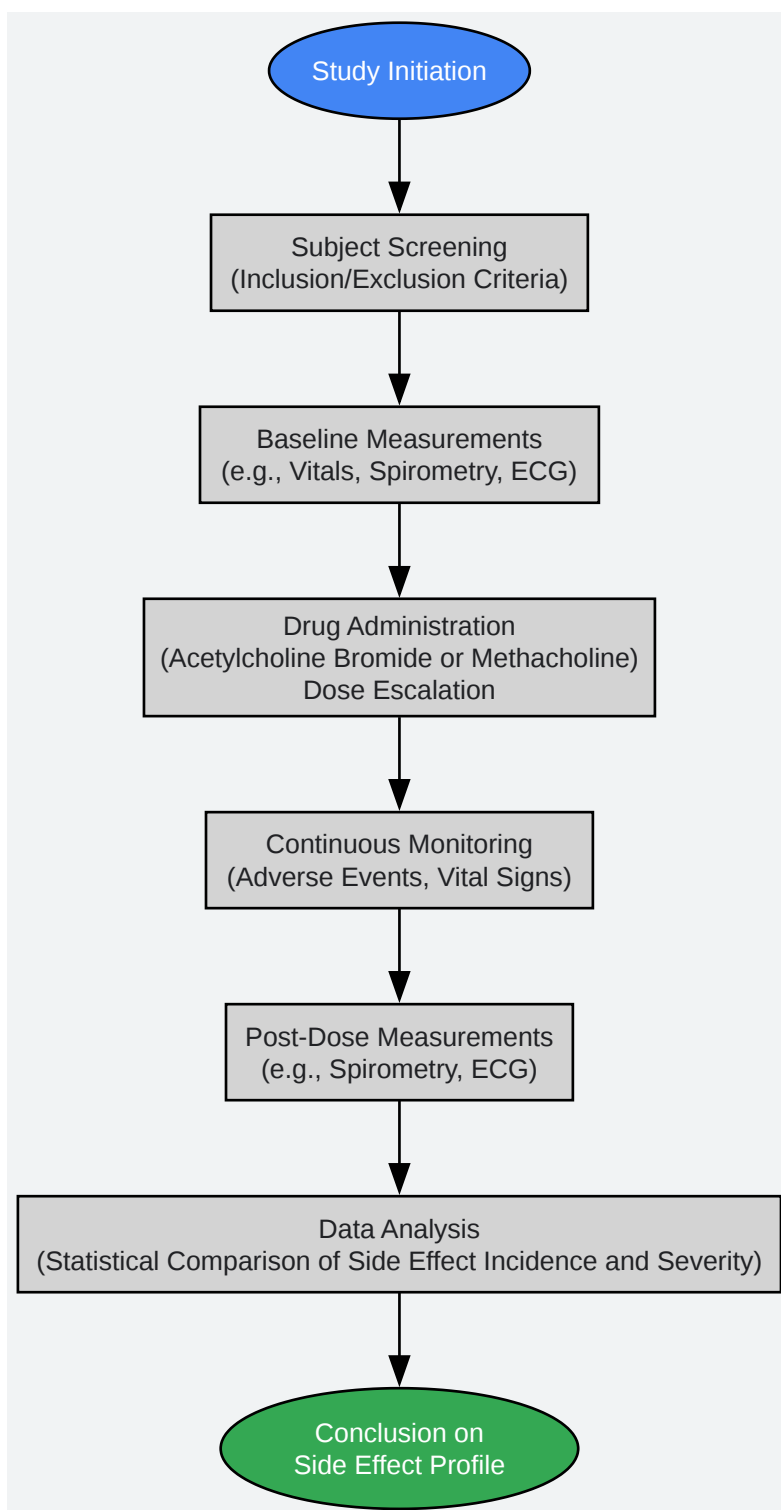 Study Initiation
Subject Screening
(Inclusion/Exclusion Criteria)
Baseline Measurements
(e.g., Vitals, Spirometry, ECG)
Drug Administration
(Acetylcholine Bromide or Methacholine)
Dose Escalation
Continuous Monitoring
(Adverse Events, Vital Signs)
Post-Dose Measurements
(e.g., Spirometry, ECG)
Data Analysis
(Statistical Comparison of Side Effect Incidence and Severity)
Conclusion on
Side Effect Profile